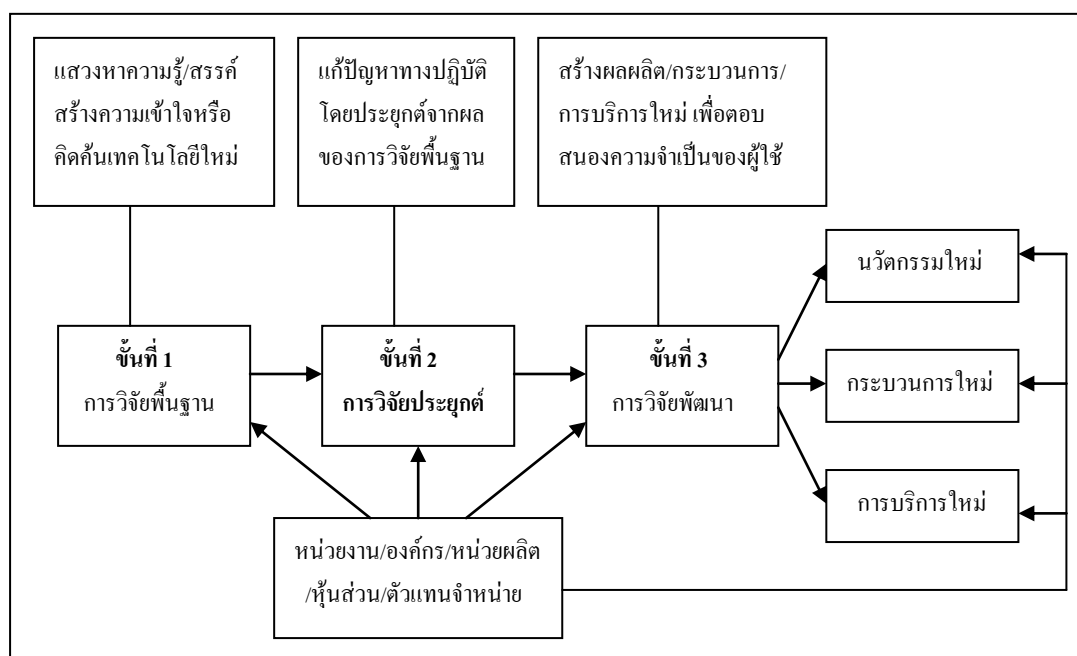 แสวงหาความรู้/สรรค์
สร้างความเข้าใจหรือ
คิดค้นเทคโนโลยีใหม่
แก้ปัญหาทางปฏิบัติ
โดยประยุกต์จากผล
ของการวิจัยพื้นฐาน
สร้างผลผลิต/กระบวนการ/
การบริการใหม่ เพื่อตอบ
สนองความจำเป็นของผู้ใช้
นวัตกรรมใหม่
ขั้นที่ 1
การวิจัยพื้นฐาน
ขั้นที่ 2
การวิจัยประยุกต์
ขั้นที่ 3
การวิจัยพัฒนา
กระบวนการใหม่
การบริการใหม่
หน่วยงาน/องค์กร/หน่วยผลิต
/หุ้นส่วน/ตัวแทนจำหน่าย